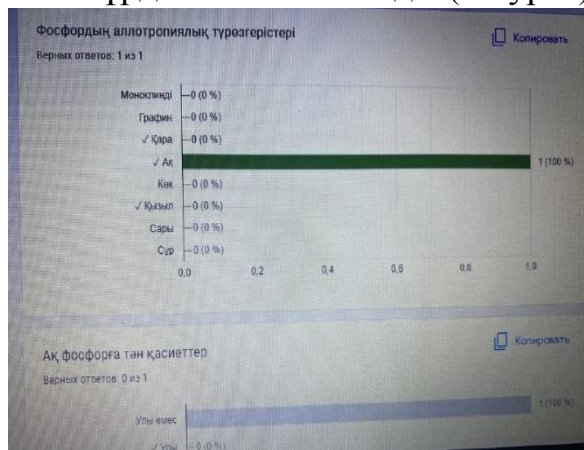 Фосфордың аллотропиялық түрөзгерістері
Копировать
Верных ответов: 1 из 1
Моноклинді 0 (0 %)
Графин 0 (0 %)
✓ Қара 0 (0 %)
✓ Ақ 1 (100 %)
Көк 0 (0 %)
✓ Қызыл 0 (0 %)
Сары 0 (0 %)
Сұр 0 (0 %)
0,0 0,2 0,4 0,6 0,8 1,0
Ақ фосфорға тән қасиеттер
Копировать
Верных ответов: 0 из 1
Улы емес 1 (100 %)
✓ Улы 0 (0 %)